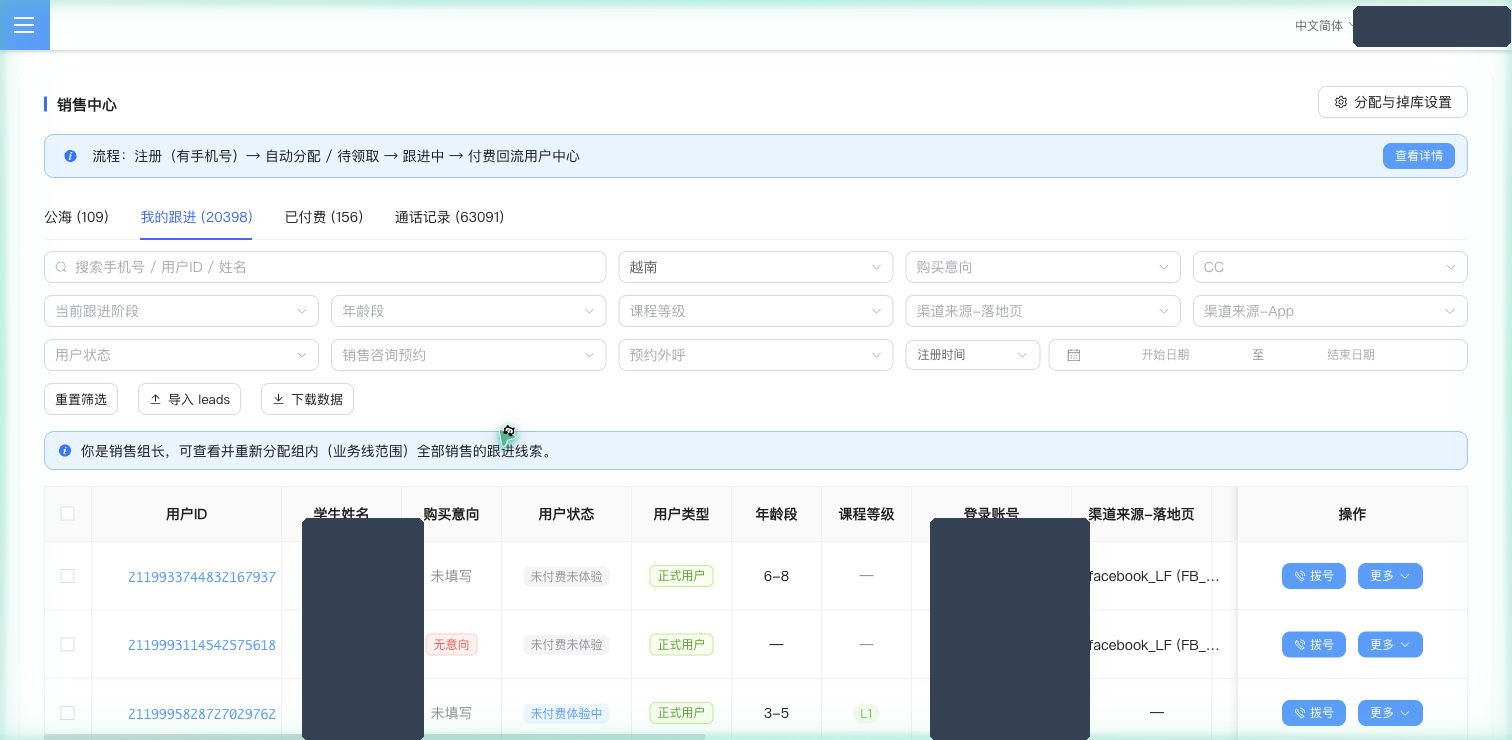 中文简体
销售中心
分配与掉库设置
流程：注册（有手机号）→ 自动分配 / 待领取 → 跟进中 → 付费回流用户中心
查看详情
公海 (109) 我的跟进 (20398) 已付费 (156) 通话记录 (63091)
搜索手机号 / 用户ID / 姓名 越南 购买意向 CC
当前跟进阶段 年龄段 课程等级 渠道来源-落地页 渠道来源-App
用户状态 销售咨询预约 预约外呼 注册时间 开始日期 至 结束日期
重置筛选 导入 leads 下载数据
你是销售组长，可查看并重新分配组内（业务线范围）全部销售的跟进线索。
用户ID 学生姓名 购买意向 用户状态 用户类型 年龄段 课程等级 登录账号 渠道来源-落地页 操作
2119933744832167937 未填写 未付费未体验 正式用户 6-8 — facebook_LF (FB_... 拨号 更多
2119993114542575618 无意向 未付费未体验 正式用户 — — facebook_LF (FB_... 拨号 更多
2119995828727029762 未填写 未付费体验中 正式用户 3-5 L1 — 拨号 更多